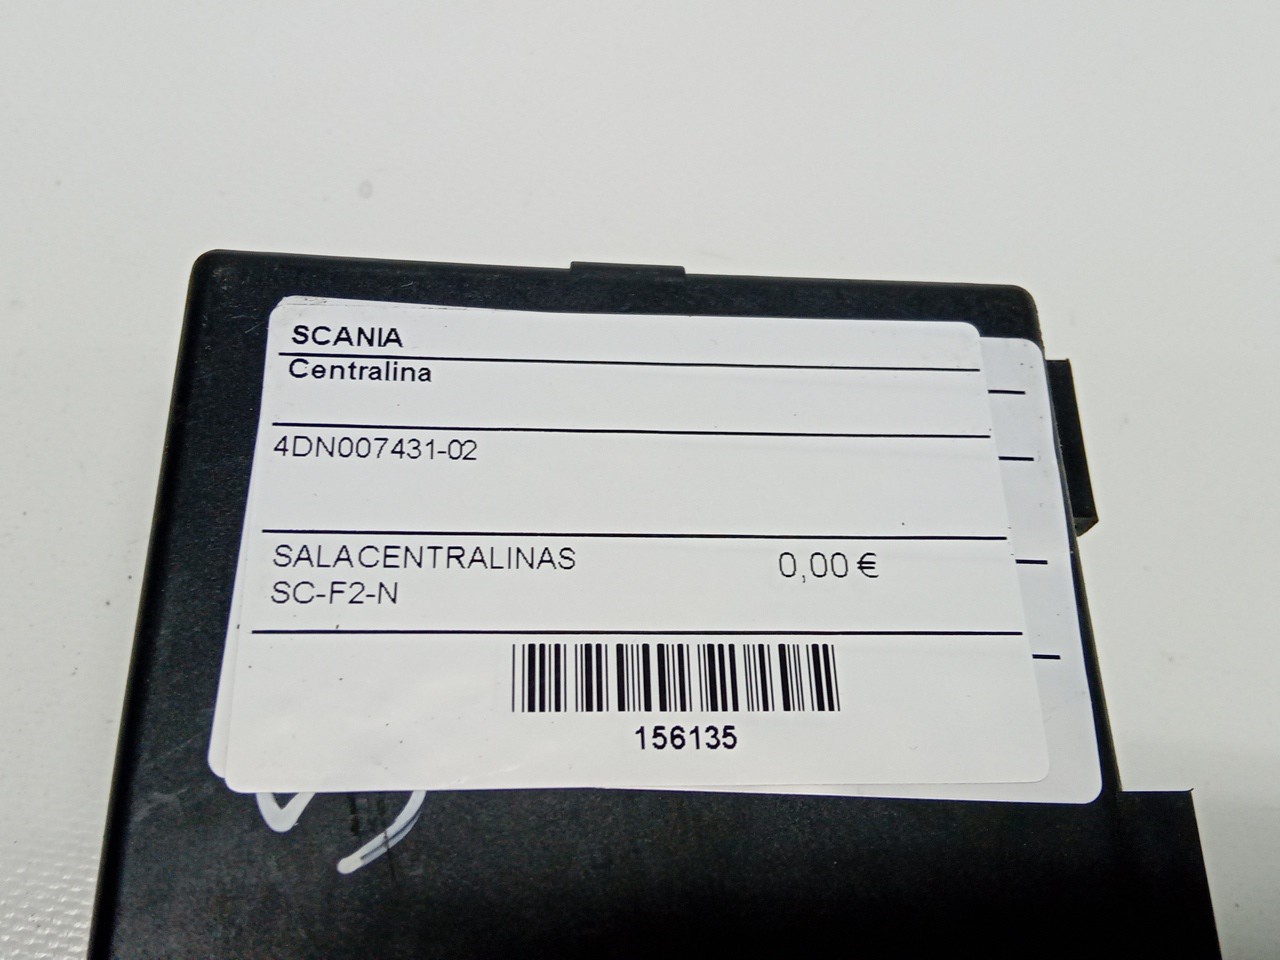 SCANIA
Centralina
4DN007431-02
SALACENTRALINAS 0,00 €
SC-F2-N
156135